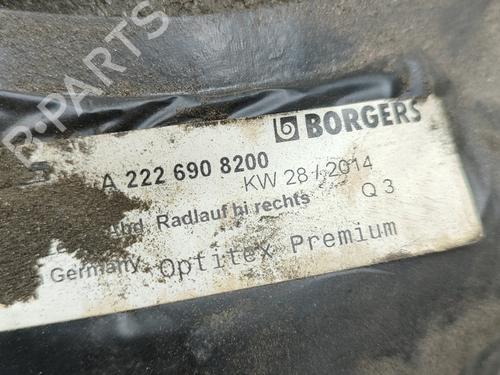 B-PARTS
BORGERS
A 222 690 8200
KW 28 / 2014
Radlauf hi rechts
Q 3
Germany
Optitex Premium